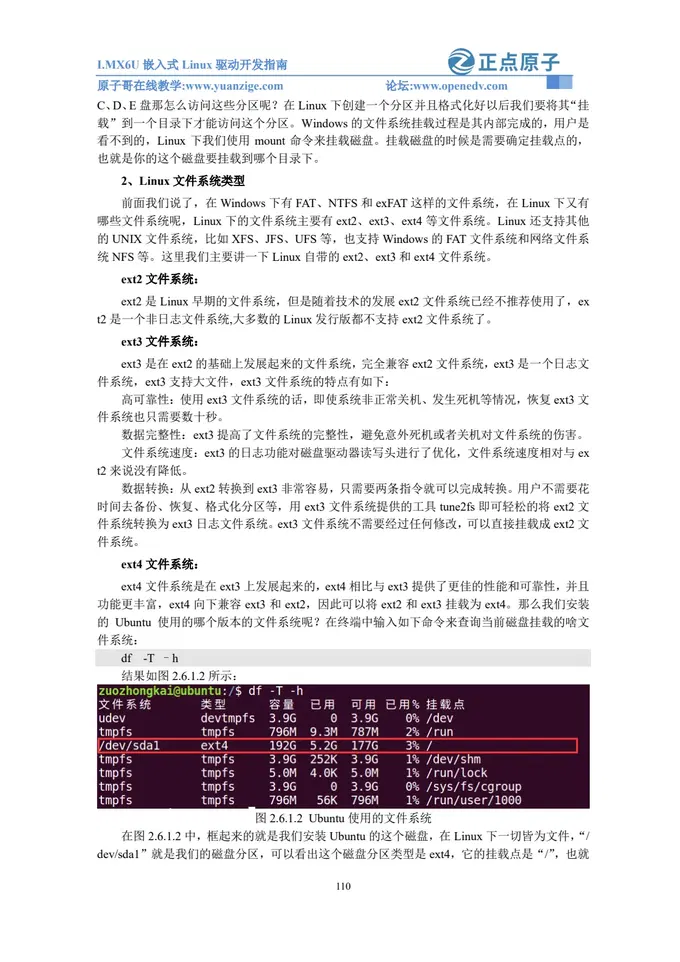 I.MX6U 嵌入式 Linux 驱动开发指南
正点原子
原子哥在线教学:www.yuanzige.com 论坛:www.openedv.com
C、D、E 盘那怎么访问这些分区呢？在 Linux 下创建一个分区并且格式化好以后我们要将其“挂
载”到一个目录下才能访问这个分区。Windows 的文件系统挂载过程是其内部完成的，用户是
看不到的，Linux 下我们使用 mount 命令来挂载磁盘。挂载磁盘的时候是需要确定挂载点的，
也就是你的这个磁盘要挂载到哪个目录下。
2、Linux 文件系统类型
前面我们说了，在 Windows 下有 FAT、NTFS 和 exFAT 这样的文件系统，在 Linux 下又有
哪些文件系统呢，Linux 下的文件系统主要有 ext2、ext3、ext4 等文件系统。Linux 还支持其他
的 UNIX 文件系统，比如 XFS、JFS、UFS 等，也支持 Windows 的 FAT 文件系统和网络文件系
统 NFS 等。这里我们主要讲一下 Linux 自带的 ext2、ext3 和 ext4 文件系统。
ext2 文件系统：
ext2 是 Linux 早期的文件系统，但是随着技术的发展 ext2 文件系统已经不推荐使用了，ex
t2 是一个非日志文件系统,大多数的 Linux 发行版都不支持 ext2 文件系统了。
ext3 文件系统：
ext3 是在 ext2 的基础上发展起来的文件系统，完全兼容 ext2 文件系统，ext3 是一个日志文
件系统，ext3 支持大文件，ext3 文件系统的特点有如下：
高可靠性：使用 ext3 文件系统的话，即使系统非正常关机、发生死机等情况，恢复 ext3 文
件系统也只需要数十秒。
数据完整性：ext3 提高了文件系统的完整性，避免意外死机或者关机对文件系统的伤害。
文件系统速度：ext3 的日志功能对磁盘驱动器读写头进行了优化，文件系统速度相对与 ex
t2 来说没有降低。
数据转换：从 ext2 转换到 ext3 非常容易，只需要两条指令就可以完成转换。用户不需要花
时间去备份、恢复、格式化分区等，用 ext3 文件系统提供的工具 tune2fs 即可轻松的将 ext2 文
件系统转换为 ext3 日志文件系统。ext3 文件系统不需要经过任何修改，可以直接挂载成 ext2 文
件系统。
ext4 文件系统：
ext4 文件系统是在 ext3 上发展起来的，ext4 相比与 ext3 提供了更佳的性能和可靠性，并且
功能更丰富，ext4 向下兼容 ext3 和 ext2，因此可以将 ext2 和 ext3 挂载为 ext4。那么我们安装
的 Ubuntu 使用的哪个版本的文件系统呢？在终端中输入如下命令来查询当前磁盘挂载的啥文
件系统：
df -T –h
结果如图 2.6.1.2 所示：
zuozhongkai@ubuntu:/$ df -T -h
文件系统 类型 容量 已用 可用 已用% 挂载点
udev devtmpfs 3.9G 0 3.9G 0% /dev
tmpfs tmpfs 796M 9.3M 787M 2% /run
/dev/sda1 ext4 192G 5.2G 177G 3% /
tmpfs tmpfs 3.9G 252K 3.9G 1% /dev/shm
tmpfs tmpfs 5.0M 4.0K 5.0M 1% /run/lock
tmpfs tmpfs 3.9G 0 3.9G 0% /sys/fs/cgroup
tmpfs tmpfs 796M 56K 796M 1% /run/user/1000
图 2.6.1.2 Ubuntu 使用的文件系统
在图 2.6.1.2 中，框起来的就是我们安装 Ubuntu 的这个磁盘，在 Linux 下一切皆为文件，“/
dev/sda1”就是我们的磁盘分区，可以看出这个磁盘分区类型是 ext4，它的挂载点是“/”，也就
110